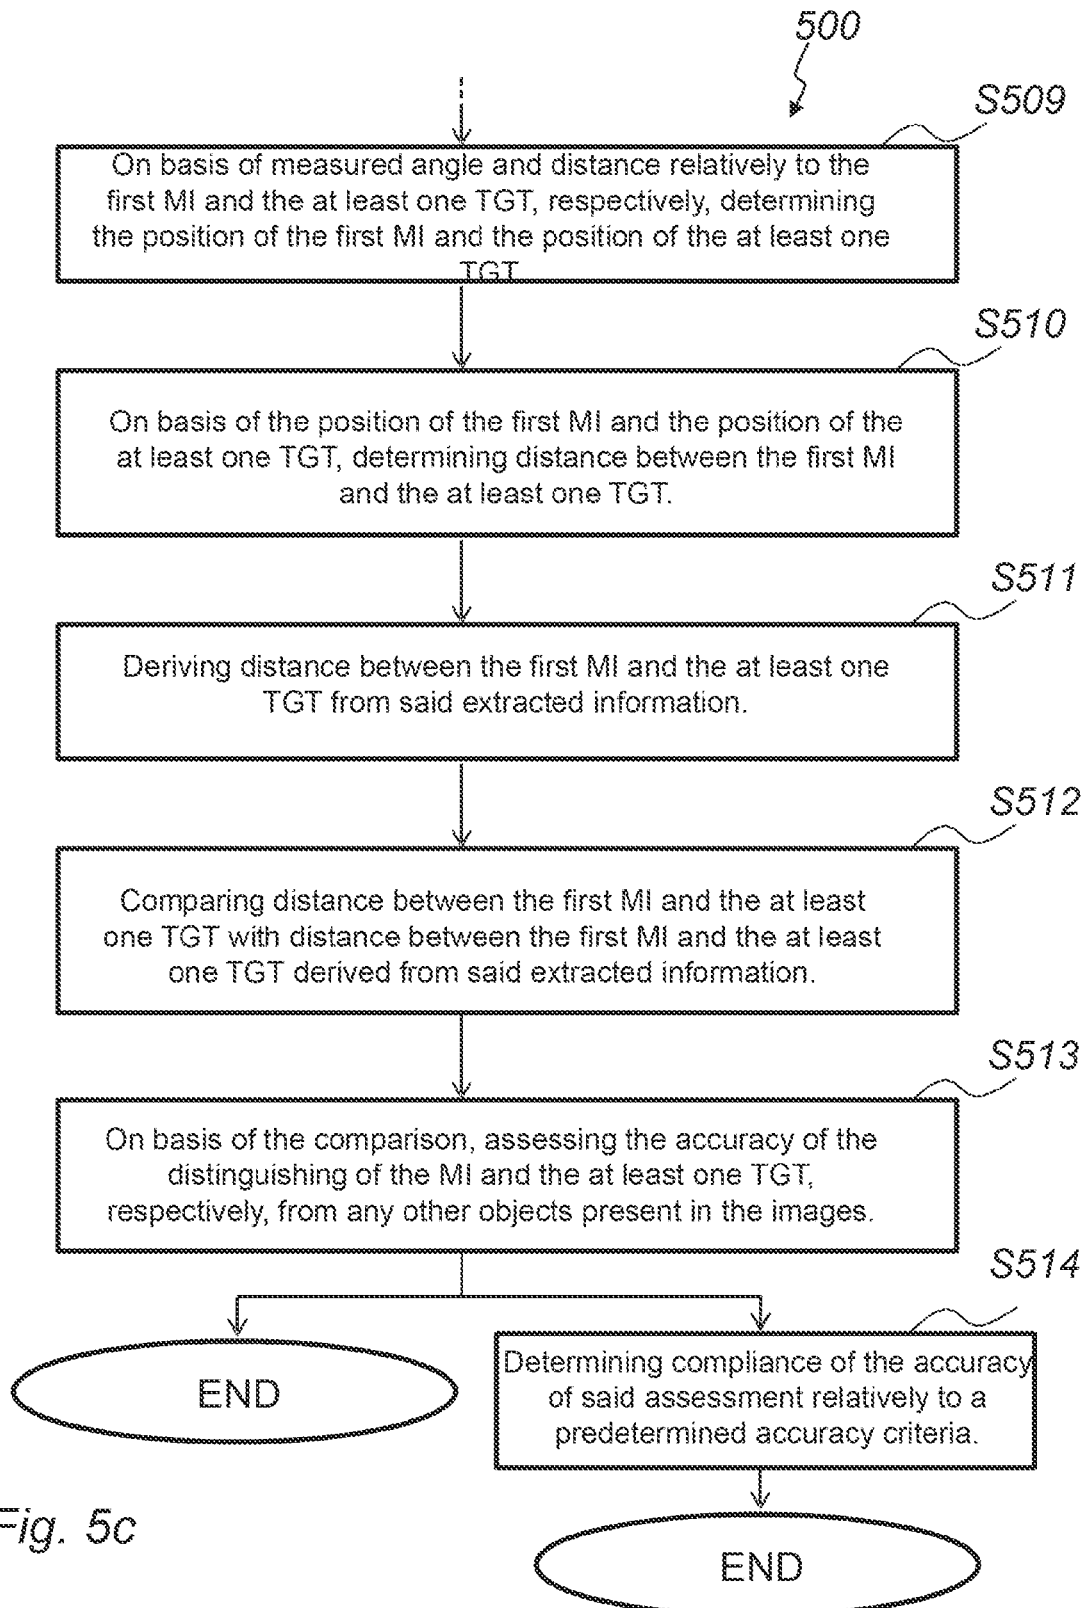 500
S509
On basis of measured angle and distance relatively to the
first MI and the at least one TGT, respectively, determining
the position of the first MI and the position of the at least one
TGT
S510
On basis of the position of the first MI and the position of the
at least one TGT, determining distance between the first MI
and the at least one TGT.
S511
Deriving distance between the first MI and the at least one
TGT from said extracted information.
S512
Comparing distance between the first MI and the at least
one TGT with distance between the first MI and the at least
one TGT derived from said extracted information.
S513
On basis of the comparison, assessing the accuracy of the
distinguishing of the MI and the at least one TGT,
respectively, from any other objects present in the images.
S514
END
Determining compliance of the accuracy
of said assessment relatively to a
predetermined accuracy criteria.
Fig. 5c
END